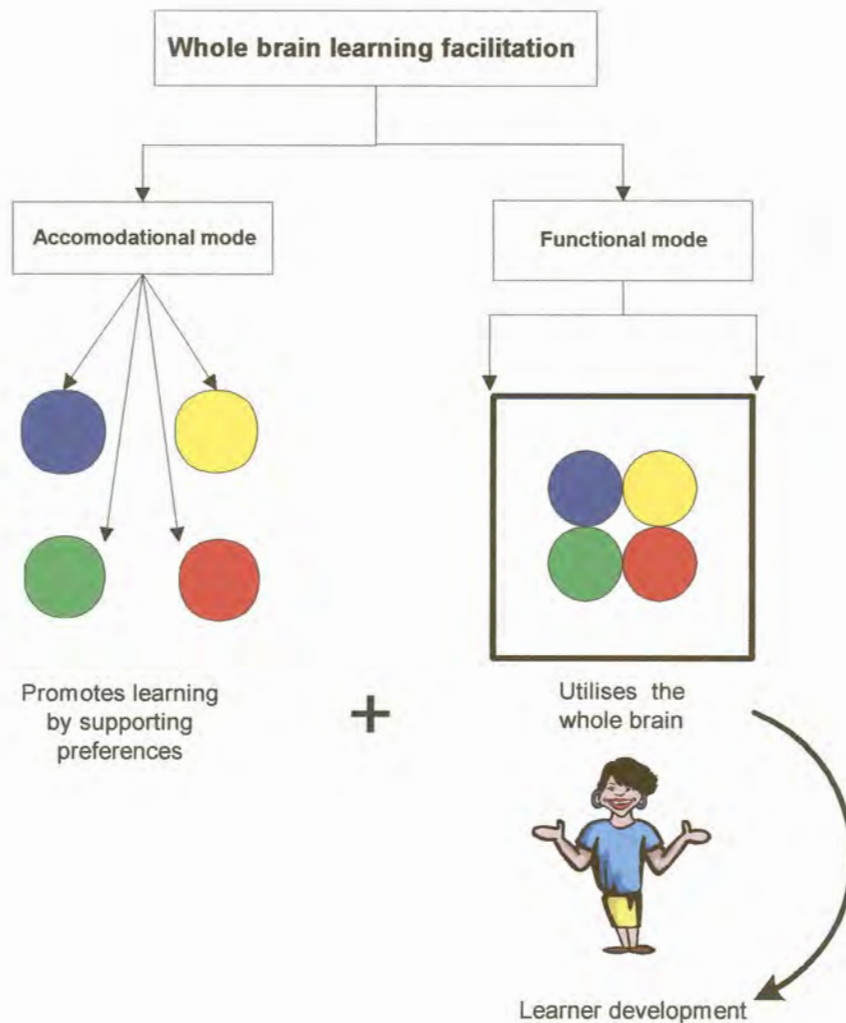 Whole brain learning facilitation
Accomodational mode
Functional mode
Promotes learning
by supporting
preferences
+
Utilises the
whole brain
Learner development